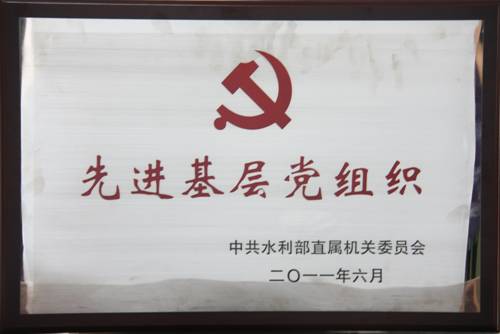 先进基层党组织
中共水利部直属机关委员会
二〇一一年六月